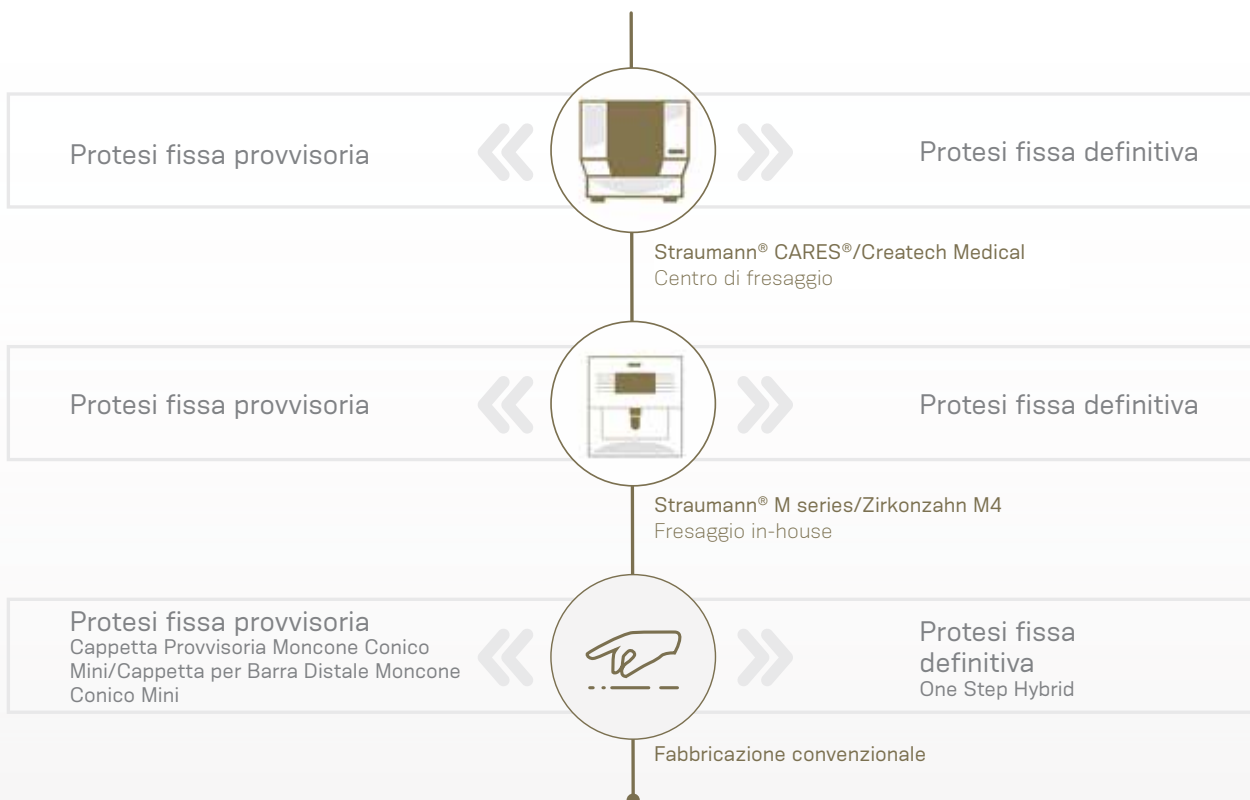 Protesi fissa provvisoria
Protesi fissa definitiva
Straumann® CARES®/Createch Medical
Centro di fresaggio
Protesi fissa provvisoria
Protesi fissa definitiva
Straumann® M series/Zirkonzahn M4
Fresaggio in-house
Protesi fissa provvisoria
Cappetta Provvisoria Moncone Conico
Mini/Cappetta per Barra Distale Moncone
Conico Mini
Protesi fissa
definitiva
One Step Hybrid
Fabbricazione convenzionale